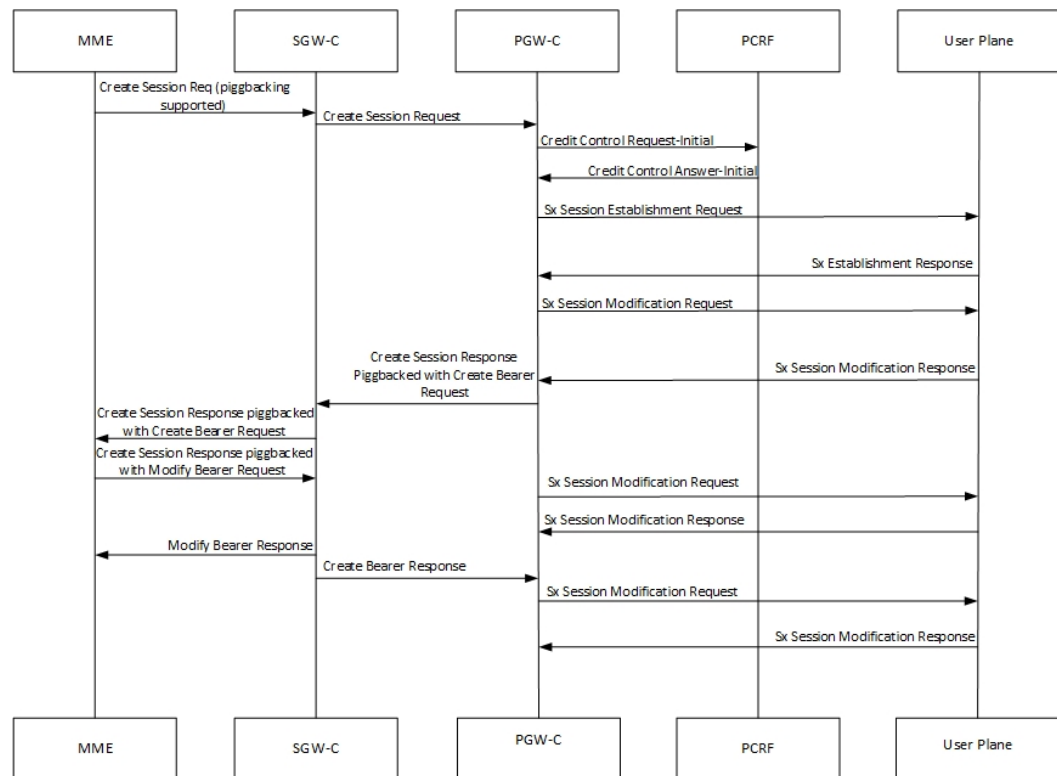 MME
SGW-C
PGW-C
PCRF
User Plane
Create Session Req (piggbacking
supported)
Create Session Request
Credit Control Request-Initial
Credit Control Answer-Initial
Sx Session Establishment Request
Sx Establishment Response
Sx Session Modification Request
Create Session Response
Piggbacked with Create Bearer
Request
Sx Session Modification Response
Create Session Response piggbacked
with Create Bearer Request
Create Session Response piggbacked
with Modify Bearer Request
Sx Session Modification Request
Sx Session Modification Response
Modify Bearer Response
Create Bearer Response
Sx Session Modification Request
Sx Session Modification Response
MME
SGW-C
PGW-C
PCRF
User Plane